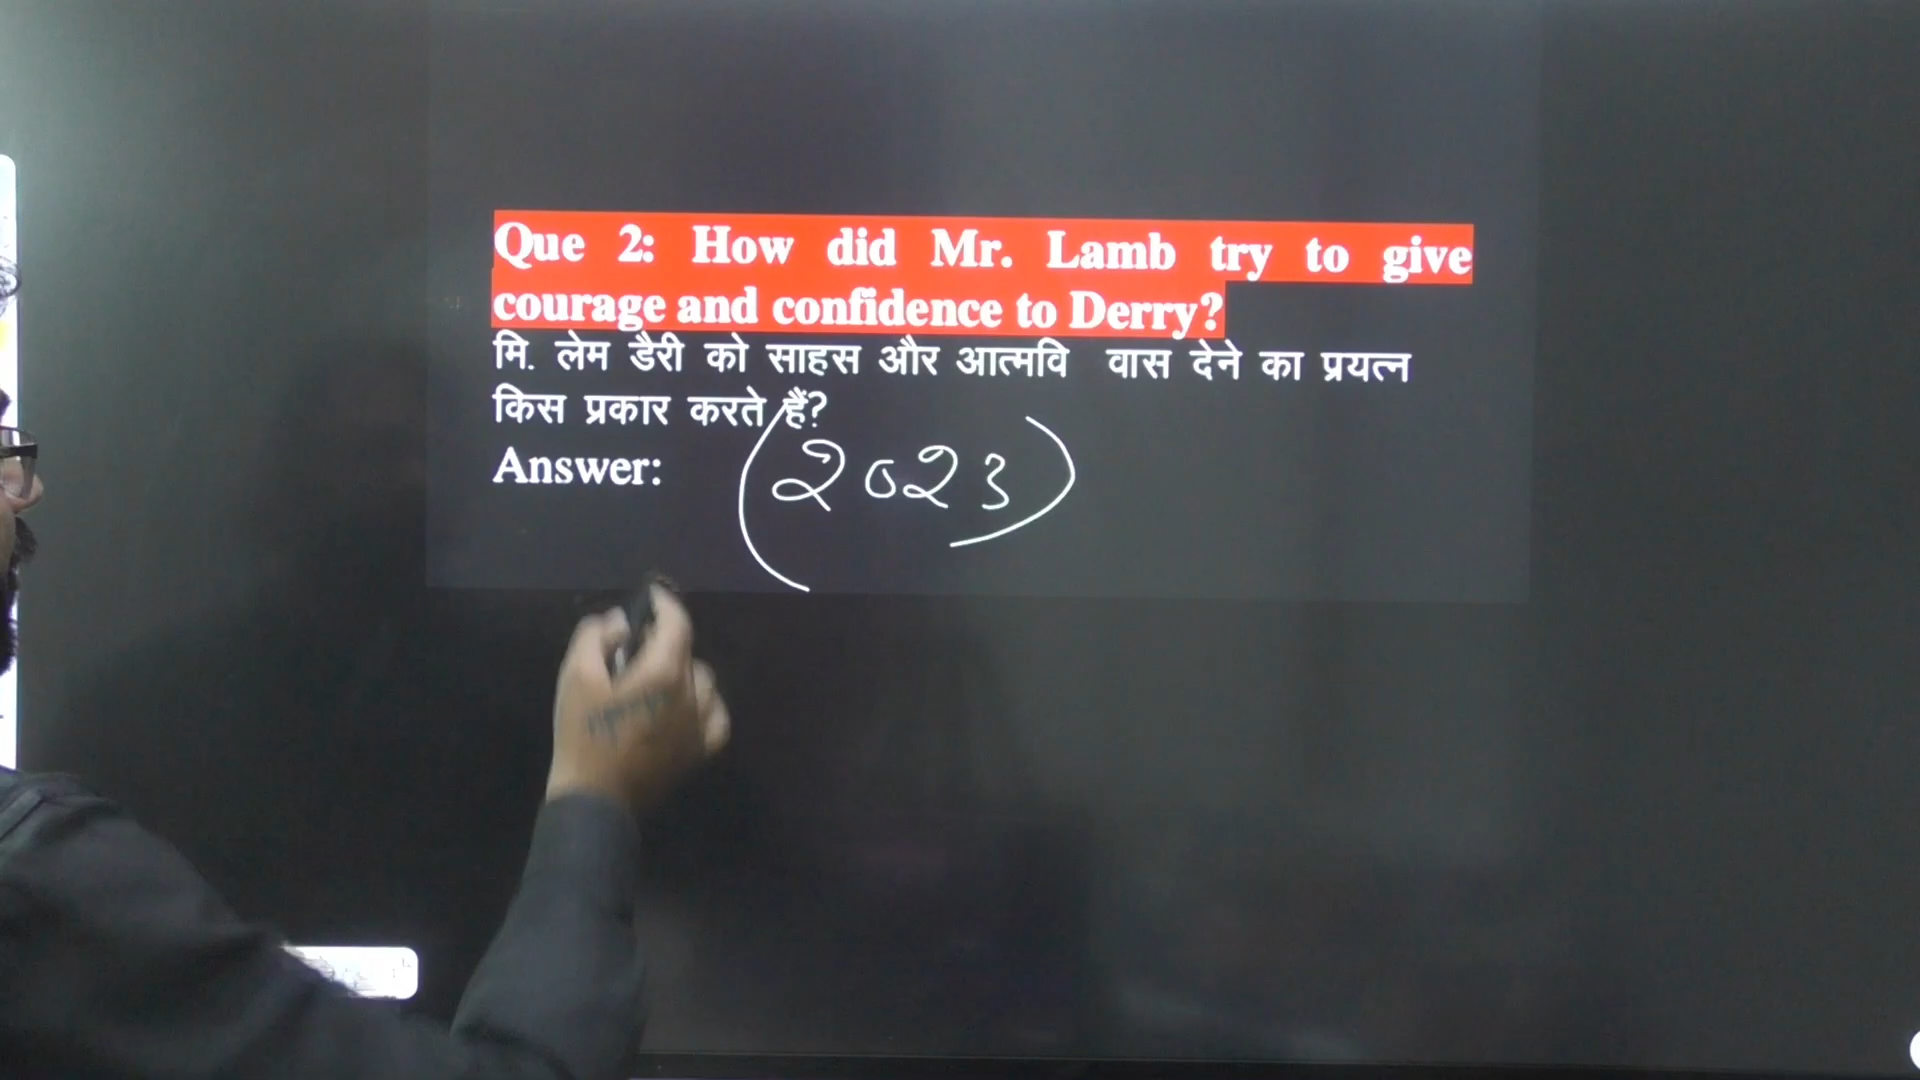 Que 2: How did Mr. Lamb try to give
courage and confidence to Derry?
मि. लेम डैरी को साहस और आत्मवि वास देने का प्रयत्न
किस प्रकार करते हैं?
Answer:
(2023)